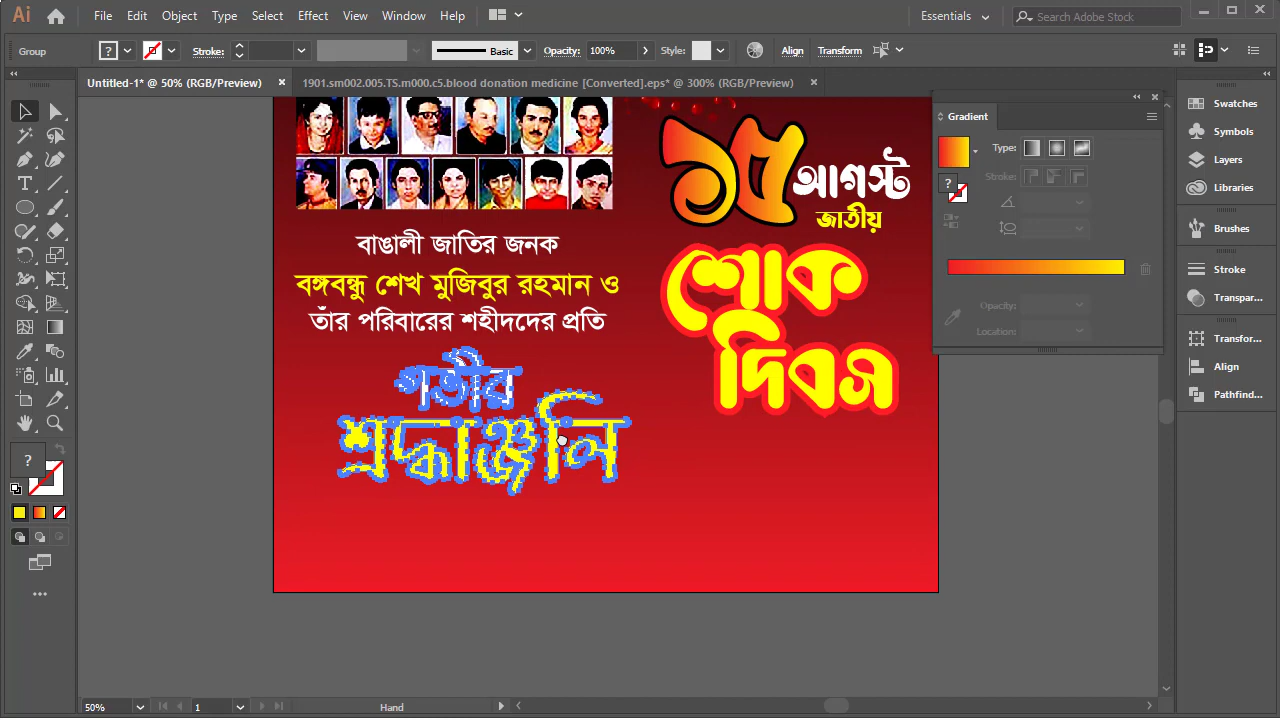 Ai File Edit Object Type Select Effect View Window Help Essentials Search Adobe Stock
Group Stroke: Basic Opacity: 100% Style: Align Transform
Untitled-1* @ 50% (RGB/Preview) 1901.sm002.005.TS.m000.c5.blood donation medicine [Converted].eps* @ 300% (RGB/Preview)
Gradient
Type:
Stroke:
Opacity:
Location:
Swatches
Symbols
Layers
Libraries
Brushes
Stroke
Transpar...
Transfor...
Align
Pathfind...
১৫ আগস্ট
জাতীয়
শোক
দিবস
বাঙালী জাতির জনক
বঙ্গবন্ধু শেখ মুজিবুর রহমান ও
তাঁর পরিবারের শহীদদের প্রতি
গভীর
শ্রদ্ধাঞ্জলি
50% 1 Hand